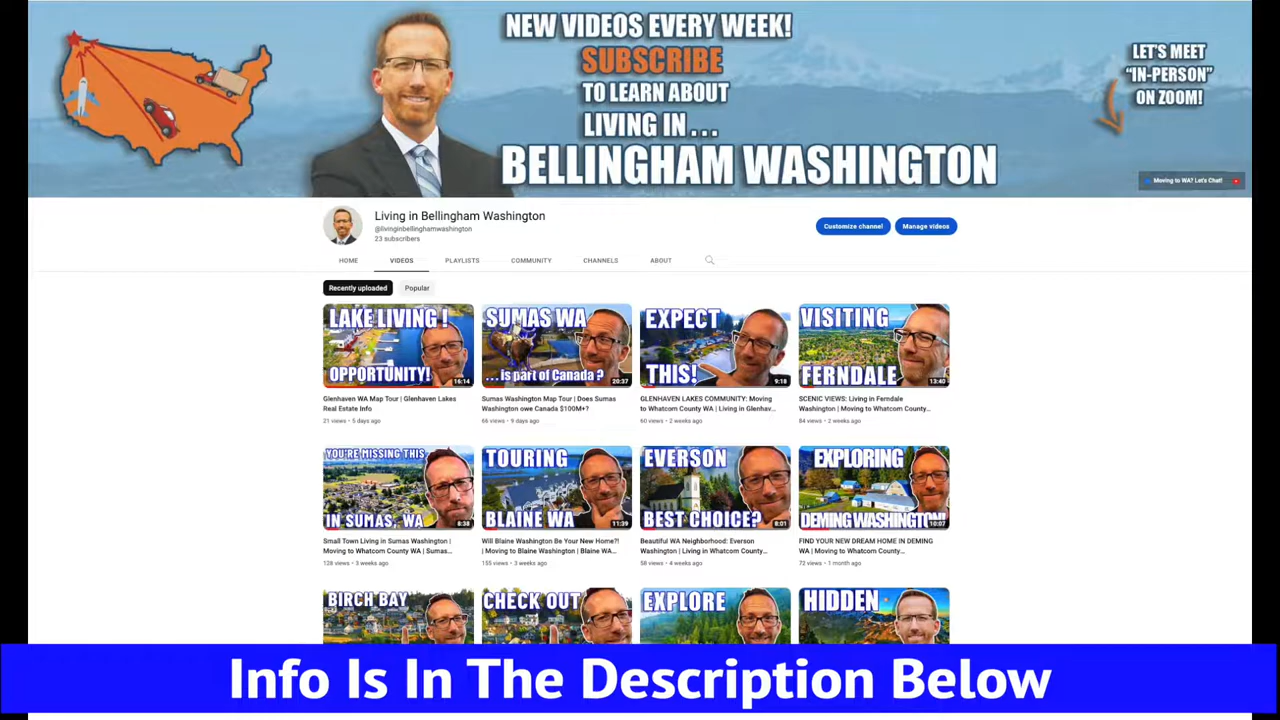 NEW VIDEOS EVERY WEEK!
SUBSCRIBE
TO LEARN ABOUT
LIVING IN...
BELLINGHAM WASHINGTON
LET'S MEET
"IN-PERSON"
ON ZOOM!
Moving to WA? Let's Chat!
Living in Bellingham Washington
@livinginbellinghamwashington
23 subscribers
Customize channel
Manage videos
HOME
VIDEOS
PLAYLISTS
COMMUNITY
CHANNELS
ABOUT
Recently uploaded
Popular
LAKE LIVING!
OPPORTUNITY!
16:14
Glenhaven WA Map Tour | Glenhaven Lakes
Real Estate Info
21 views • 5 days ago
SUMAS WA
...is part of Canada?
20:37
Sumas Washington Map Tour | Does Sumas
Washington owe Canada $100M+?
66 views • 9 days ago
EXPECT
THIS!
9:18
GLENHAVEN LAKES COMMUNITY: Moving
to Whatcom County WA | Living in Glenhav...
60 views • 2 weeks ago
VISITING
FERNDALE
13:40
SCENIC VIEWS: Living in Ferndale
Washington | Moving to Whatcom County...
84 views • 2 weeks ago
YOU'RE MISSING THIS
IN SUMAS, WA
8:38
Small Town Living in Sumas Washington |
Moving to Whatcom County WA | Sumas...
128 views • 3 weeks ago
TOURING
BLAINE WA
11:39
Will Blaine Washington Be Your New Home?!
| Moving to Blaine Washington | Blaine WA...
155 views • 3 weeks ago
EVERSON
BEST CHOICE?
8:01
Beautiful WA Neighborhood: Everson
Washington | Living in Whatcom County...
58 views • 4 weeks ago
EXPLORING
DEMING WASHINGTON!
10:07
FIND YOUR NEW DREAM HOME IN DEMING
WA | Moving to Whatcom County...
72 views • 1 month ago
BIRCH BAY
CHECK OUT
EXPLORE
HIDDEN
Info Is In The Description Below